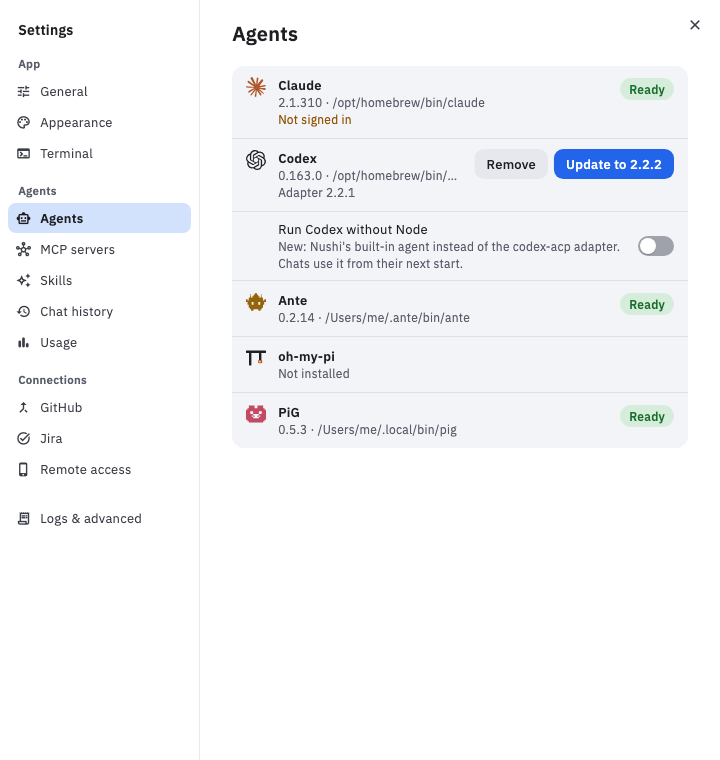 Settings
App
General
Appearance
Terminal
Agents
Agents
MCP servers
Skills
Chat history
Usage
Connections
GitHub
Jira
Remote access
Logs & advanced
Agents
Claude
2.1.310 · /opt/homebrew/bin/claude
Not signed in
Ready
Codex
0.163.0 · /opt/homebrew/bin/...
Adapter 2.2.1
Remove
Update to 2.2.2
Run Codex without Node
New: Nushi's built-in agent instead of the codex-acp adapter.
Chats use it from their next start.
Ante
0.2.14 · /Users/me/.ante/bin/ante
Ready
oh-my-pi
Not installed
PiG
0.5.3 · /Users/me/.local/bin/pig
Ready